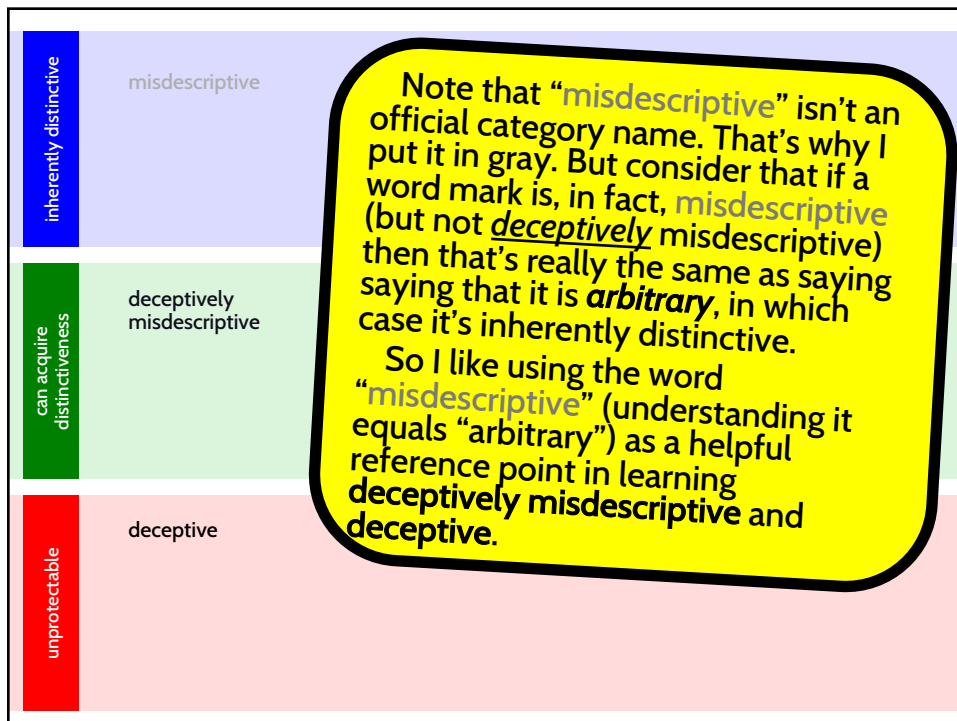 inherently distinctive
misdescriptive
can acquire
distinctiveness
deceptively
misdescriptive
unprotectable
deceptive
Note that “misdescriptive” isn’t an
official category name. That’s why I
put it in gray. But consider that if a
word mark is, in fact, misdescriptive
(but not deceptively misdescriptive)
then that’s really the same as saying
saying that it is arbitrary, in which
case it’s inherently distinctive.
So I like using the word
“misdescriptive” (understanding it
equals “arbitrary”) as a helpful
reference point in learning
deceptively misdescriptive and
deceptive.